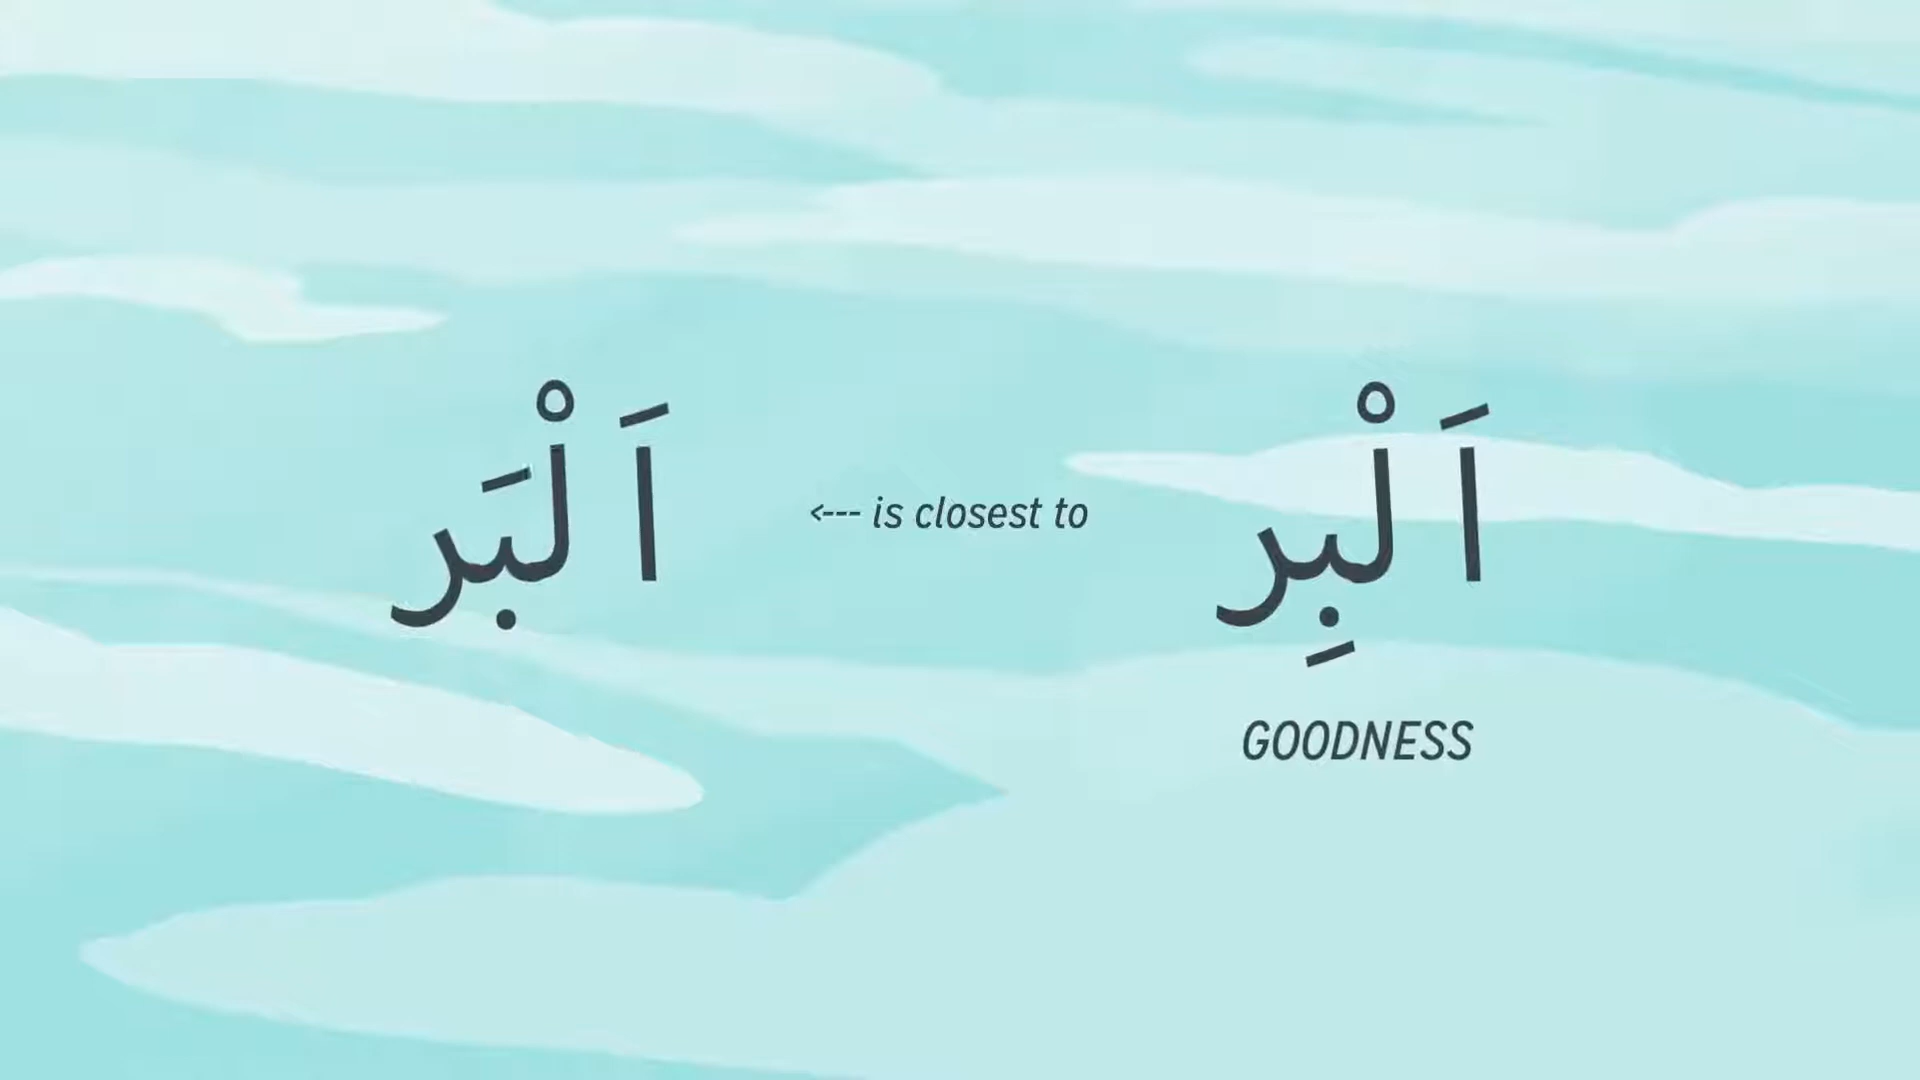 اَلْبَر <--- is closest to اَلْبِر
GOODNESS